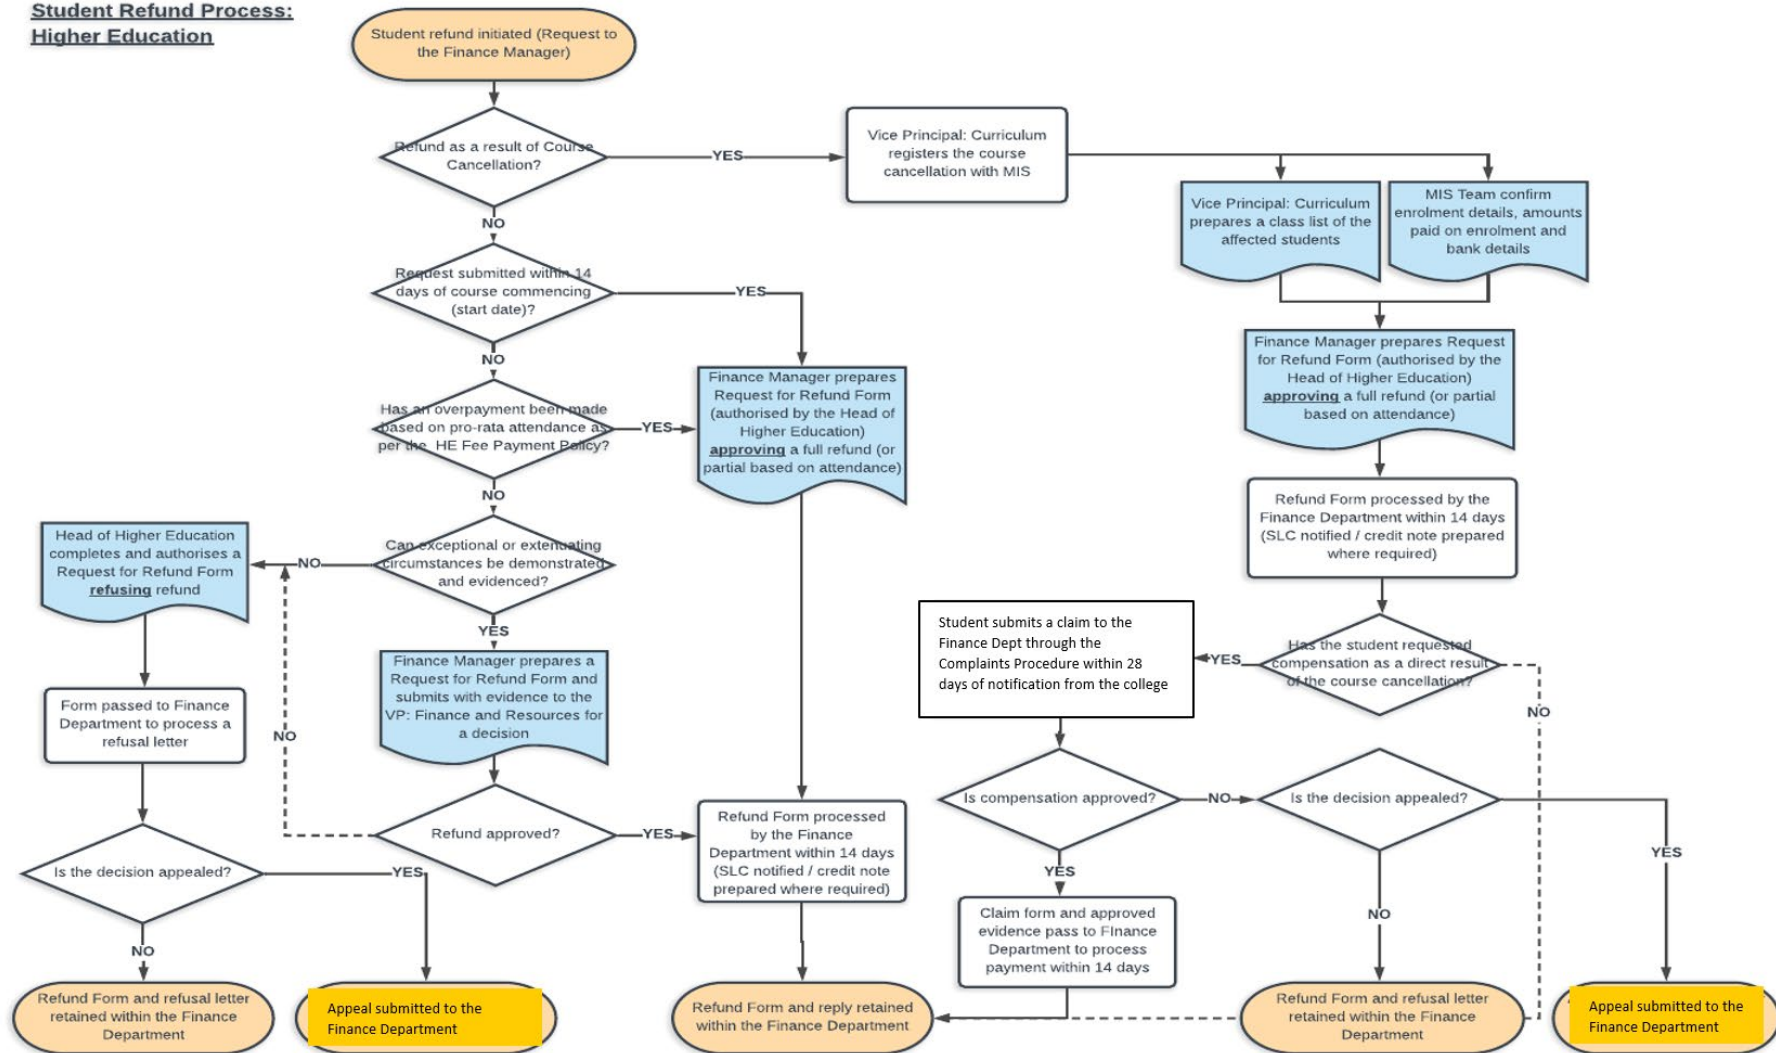 Student Refund Process:
Higher Education
Student refund initiated (Request to
the Finance Manager)
Refund as a result of Course
Cancellation?
YES
Vice Principal: Curriculum
registers the course
cancellation with MIS
Vice Principal: Curriculum
prepares a class list of the
affected students
MIS Team confirm
enrolment details, amounts
paid on enrolment and
bank details
NO
Request submitted within 14
days of course commencing
(start date)?
YES
NO
Has an overpayment been made
based on pro-rata attendance as
per the  HE Fee Payment Policy?
YES
Finance Manager prepares
Request for Refund Form
(authorised by the Head of
Higher Education)
approving a full refund (or
partial based on attendance)
Finance Manager prepares Request
for Refund Form (authorised by the
Head of Higher Education)
approving a full refund (or partial
based on attendance)
NO
Can exceptional or extenuating
circumstances be demonstrated
and evidenced?
NO
Head of Higher Education
completes and authorises a
Request for Refund Form
refusing refund
Refund Form processed by the
Finance Department within 14 days
(SLC notified / credit note prepared
where required)
YES
Finance Manager prepares a
Request for Refund Form and
submits with evidence to the
VP: Finance and Resources for
a decision
Student submits a claim to the
Finance Dept through the
Complaints Procedure within 28
days of notification from the college
YES
Has the student requested
compensation as a direct result
of the course cancellation?
NO
Form passed to Finance
Department to process a
refusal letter
NO
Refund approved?
YES
Refund Form processed
by the Finance
Department within 14 days
(SLC notified / credit note
prepared where required)
Is compensation approved?
NO
Is the decision appealed?
YES
Is the decision appealed?
YES
YES
Claim form and approved
evidence pass to FInance
Department to process
payment within 14 days
NO
NO
Refund Form and refusal letter
retained within the Finance
Department
Appeal submitted to the
Finance Department
Refund Form and reply retained
within the Finance Department
Refund Form and refusal letter
retained within the Finance
Department
Appeal submitted to the
Finance Department